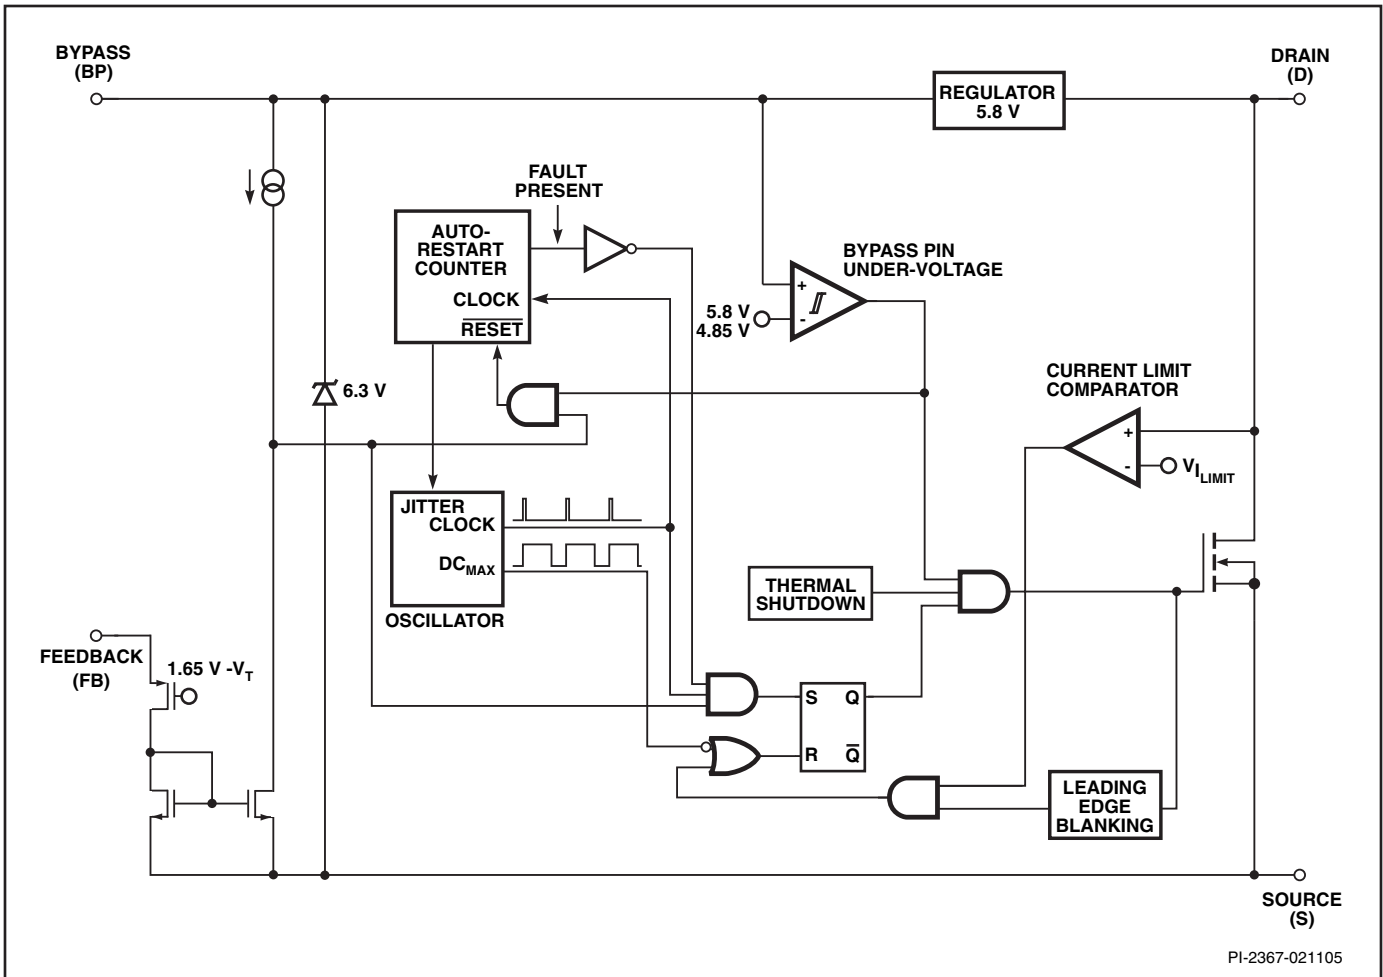 BYPASS
(BP)
DRAIN
(D)
REGULATOR
5.8 V
FAULT
PRESENT
AUTO-
RESTART
COUNTER
CLOCK
RESET
BYPASS PIN
UNDER-VOLTAGE
+
5.8 V
4.85 V
-
6.3 V
CURRENT LIMIT
COMPARATOR
+
-
VILIMIT
JITTER
CLOCK
DCMAX
OSCILLATOR
THERMAL
SHUTDOWN
FEEDBACK
(FB)
1.65 V -VT
S Q
R Q̅
LEADING
EDGE
BLANKING
SOURCE
(S)
PI-2367-021105